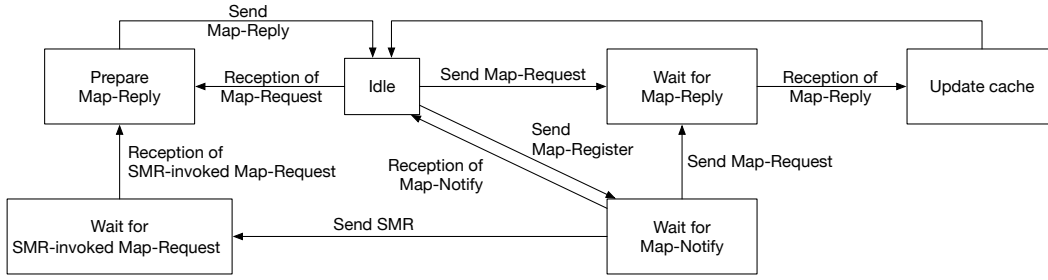 Send
Map-Reply
Prepare
Map-Reply
Reception of
Map-Request
Idle
Send Map-Request
Wait for
Map-Reply
Reception of
Map-Reply
Update cache
Send
Map-Register
Reception of
SMR-invoked Map-Request
Reception of
Map-Notify
Send Map-Request
Wait for
SMR-invoked Map-Request
Send SMR
Wait for
Map-Notify